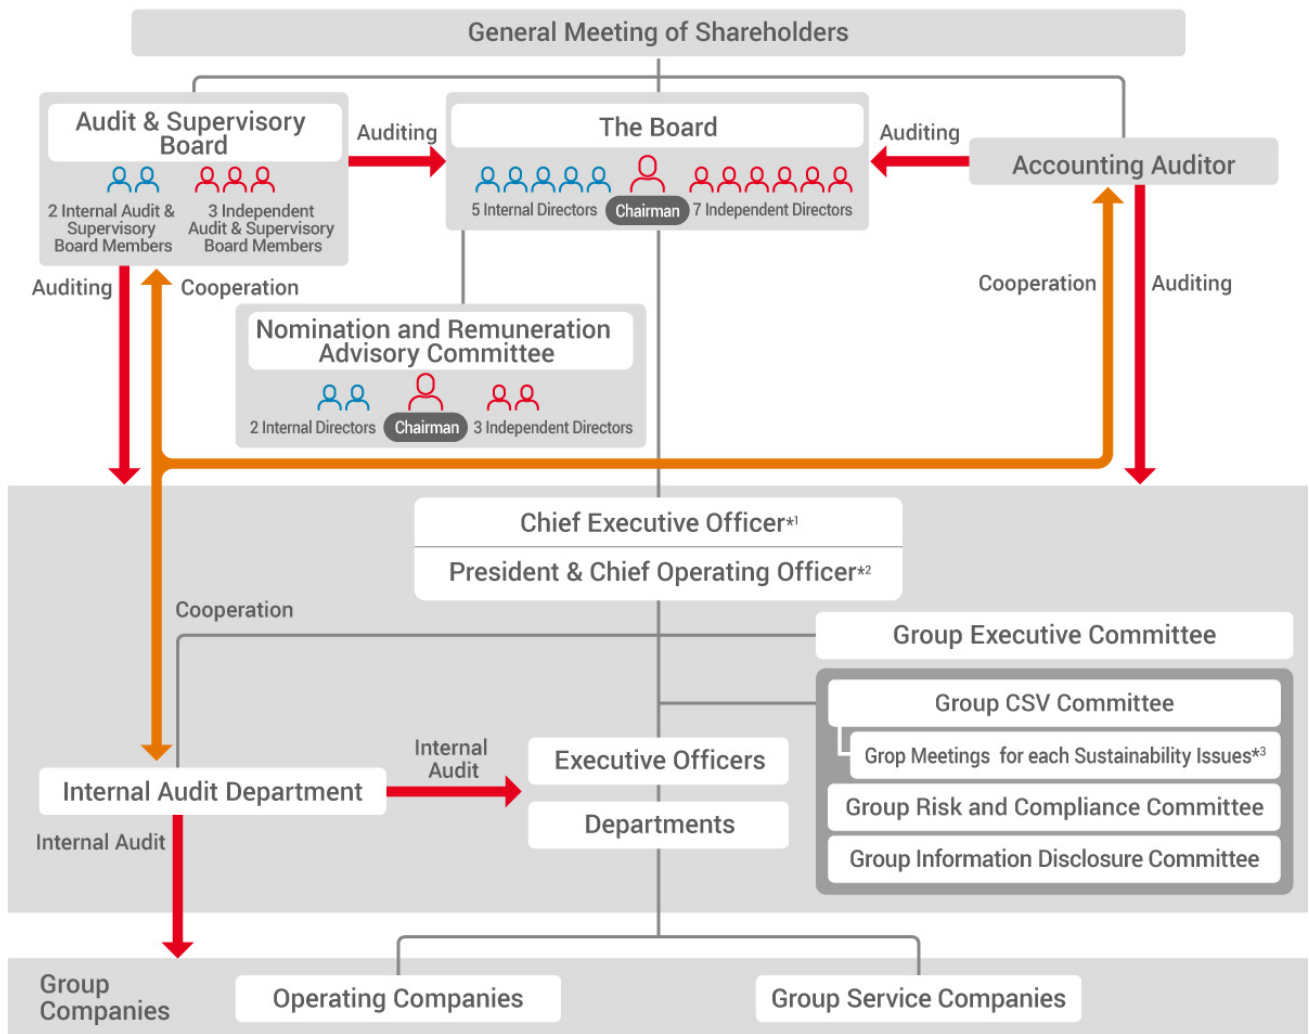 General Meeting of Shareholders
Audit & Supervisory
Board
2 Internal Audit &
Supervisory
Board Members
3 Independent
Audit & Supervisory
Board Members
Auditing
The Board
5 Internal Directors
Chairman
7 Independent Directors
Auditing
Accounting Auditor
Auditing
Cooperation
Cooperation
Auditing
Nomination and Remuneration
Advisory Committee
2 Internal Directors
Chairman
3 Independent Directors
Chief Executive Officer*1
President & Chief Operating Officer*2
Cooperation
Group Executive Committee
Group CSV Committee
Grop Meetings for each Sustainability Issues*3
Group Risk and Compliance Committee
Group Information Disclosure Committee
Internal Audit Department
Internal
Audit
Executive Officers
Departments
Internal Audit
Group
Companies
Operating Companies
Group Service Companies